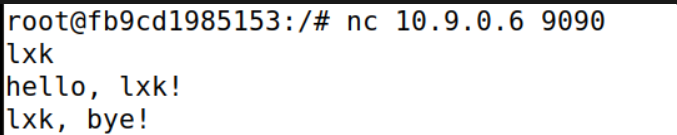 root@fb9cd1985153:/# nc 10.9.0.6 9090
lxk
hello, lxk!
lxk, bye!